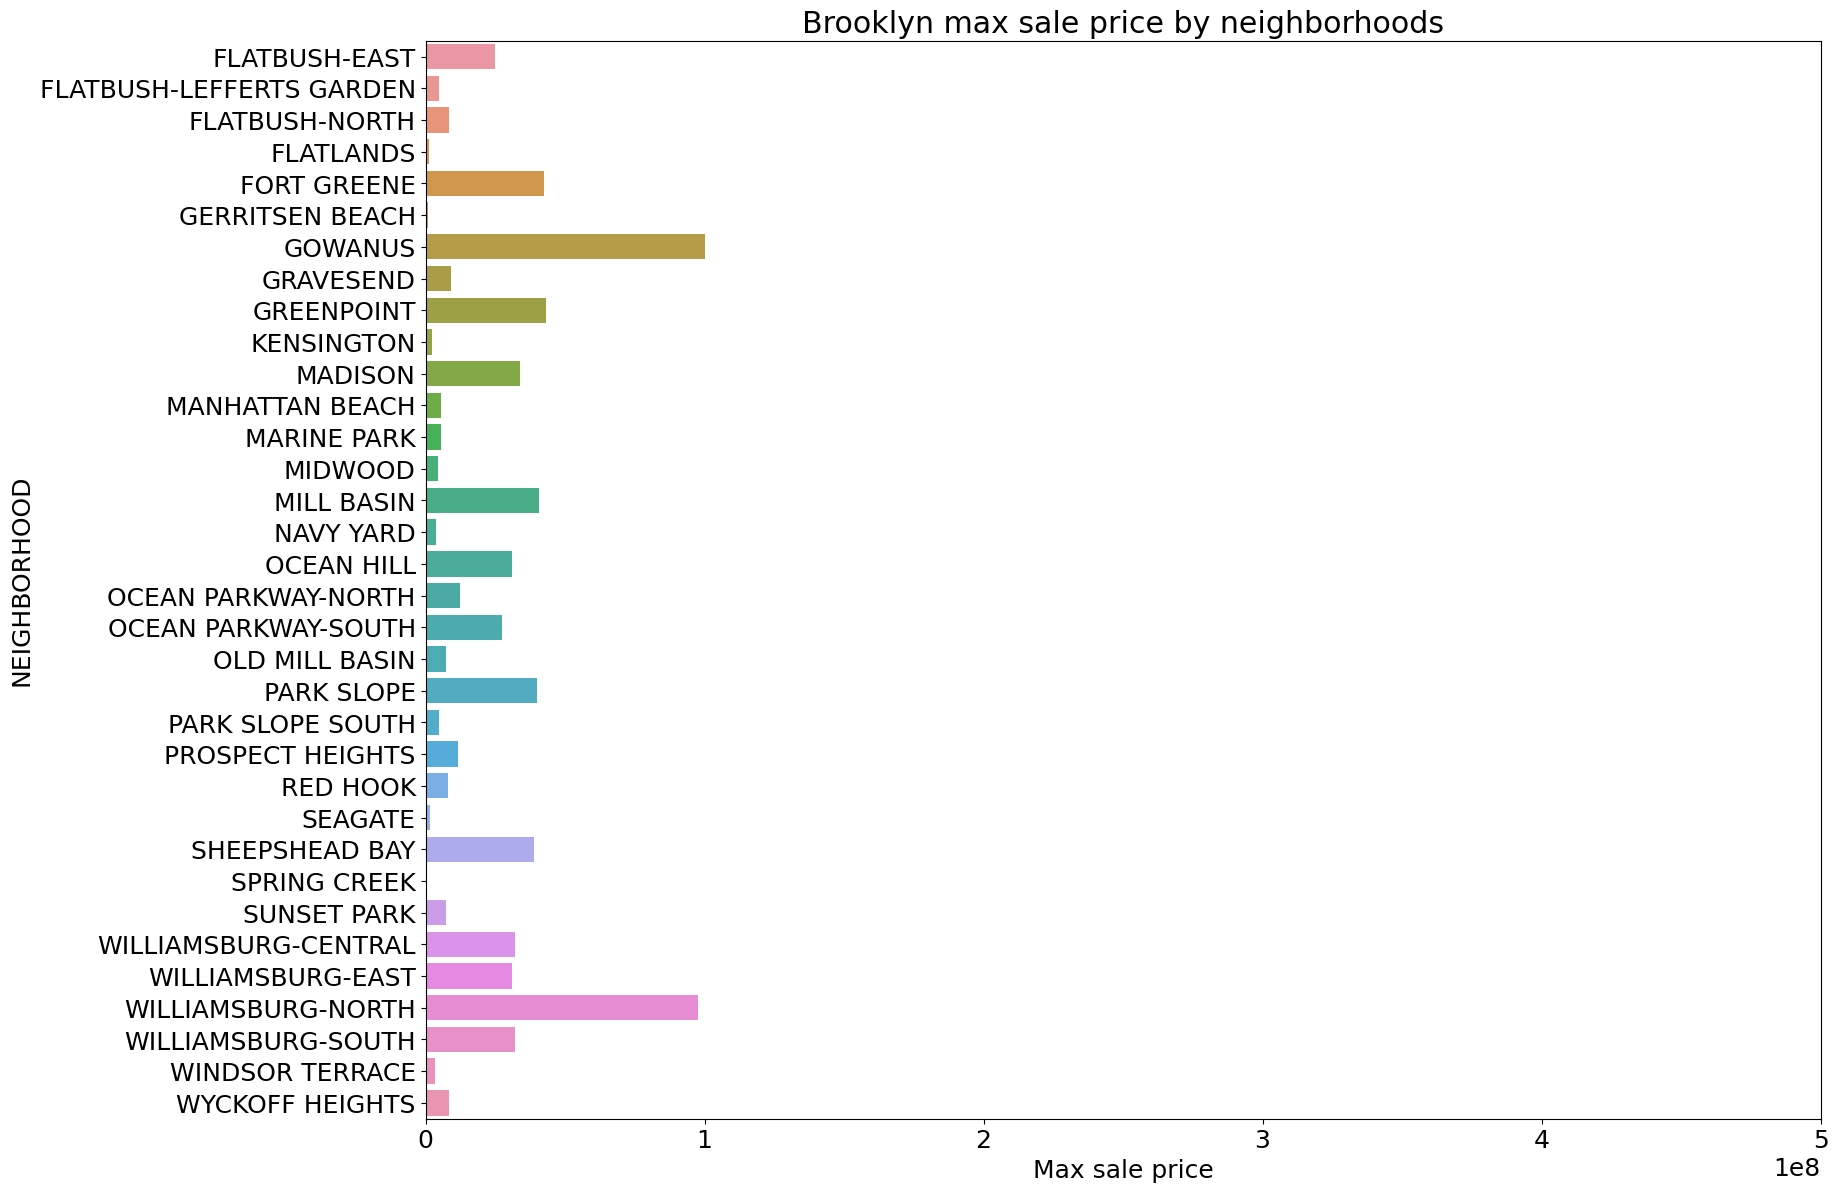 Brooklyn max sale price by neighborhoods
NEIGHBORHOOD
FLATBUSH-EAST
FLATBUSH-LEFFERTS GARDEN
FLATBUSH-NORTH
FLATLANDS
FORT GREENE
GERRITSEN BEACH
GOWANUS
GRAVESEND
GREENPOINT
KENSINGTON
MADISON
MANHATTAN BEACH
MARINE PARK
MIDWOOD
MILL BASIN
NAVY YARD
OCEAN HILL
OCEAN PARKWAY-NORTH
OCEAN PARKWAY-SOUTH
OLD MILL BASIN
PARK SLOPE
PARK SLOPE SOUTH
PROSPECT HEIGHTS
RED HOOK
SEAGATE
SHEEPSHEAD BAY
SPRING CREEK
SUNSET PARK
WILLIAMSBURG-CENTRAL
WILLIAMSBURG-EAST
WILLIAMSBURG-NORTH
WILLIAMSBURG-SOUTH
WINDSOR TERRACE
WYCKOFF HEIGHTS
0 1 2 3 4 5
1e8
Max sale price